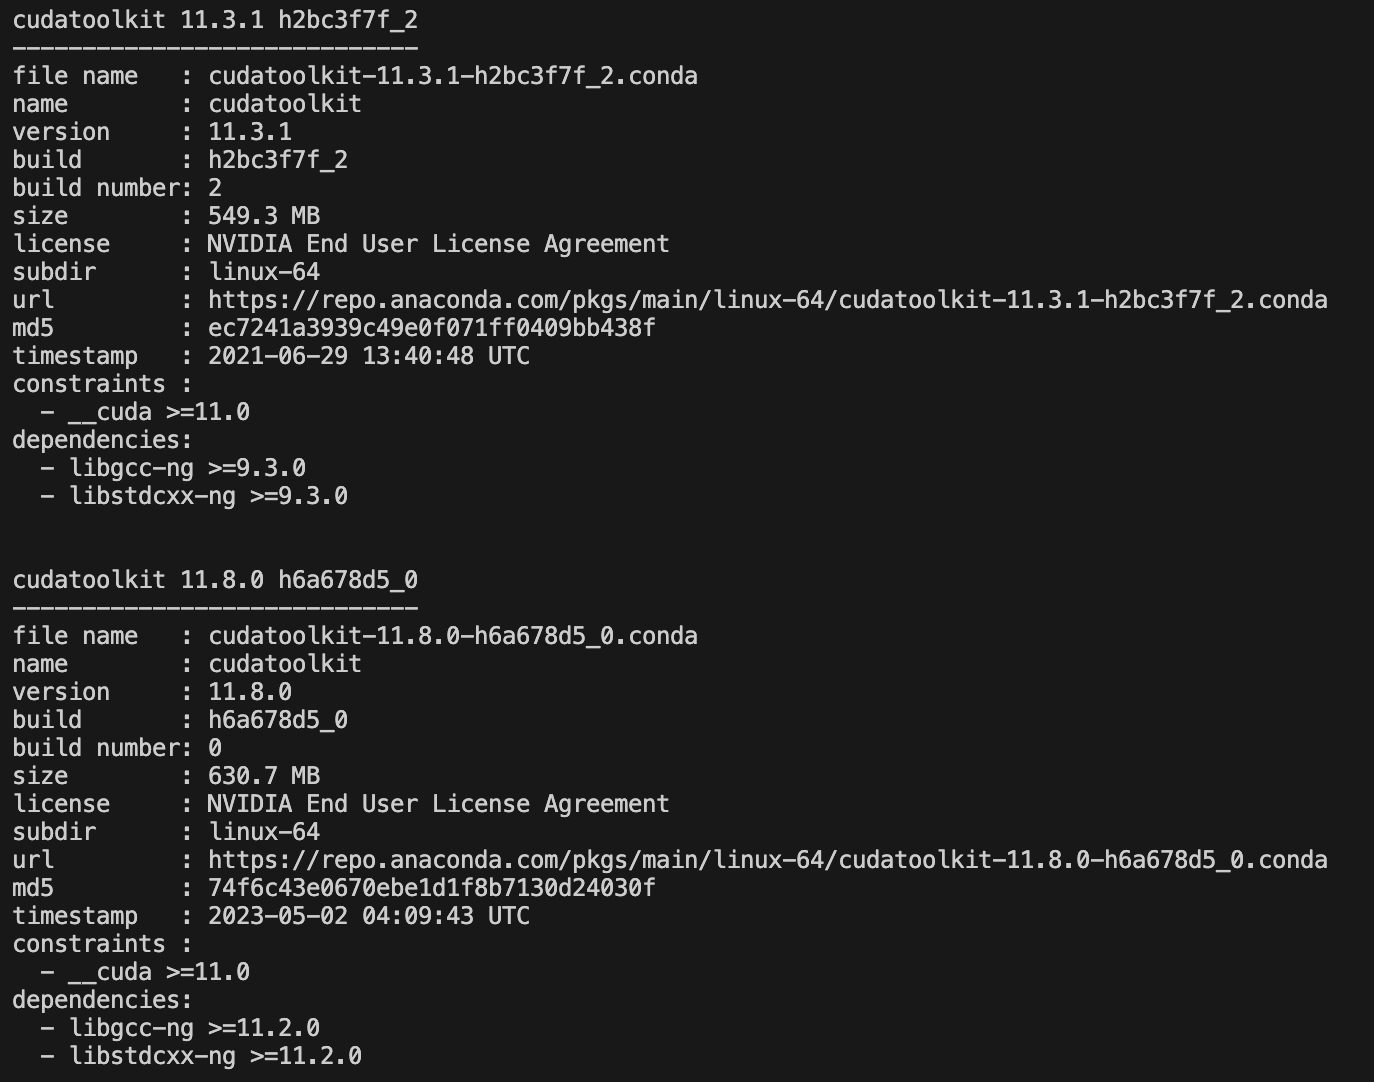 cudatoolkit 11.3.1 h2bc3f7f_2
-----------------------------
file name   : cudatoolkit-11.3.1-h2bc3f7f_2.conda
name        : cudatoolkit
version     : 11.3.1
build       : h2bc3f7f_2
build number: 2
size        : 549.3 MB
license     : NVIDIA End User License Agreement
subdir      : linux-64
url         : https://repo.anaconda.com/pkgs/main/linux-64/cudatoolkit-11.3.1-h2bc3f7f_2.conda
md5         : ec7241a3939c49e0f071ff0409bb438f
timestamp   : 2021-06-29 13:40:48 UTC
constraints :
  - __cuda >=11.0
dependencies:
  - libgcc-ng >=9.3.0
  - libstdcxx-ng >=9.3.0
cudatoolkit 11.8.0 h6a678d5_0
-----------------------------
file name   : cudatoolkit-11.8.0-h6a678d5_0.conda
name        : cudatoolkit
version     : 11.8.0
build       : h6a678d5_0
build number: 0
size        : 630.7 MB
license     : NVIDIA End User License Agreement
subdir      : linux-64
url         : https://repo.anaconda.com/pkgs/main/linux-64/cudatoolkit-11.8.0-h6a678d5_0.conda
md5         : 74f6c43e0670ebe1d1f8b7130d24030f
timestamp   : 2023-05-02 04:09:43 UTC
constraints :
  - __cuda >=11.0
dependencies:
  - libgcc-ng >=11.2.0
  - libstdcxx-ng >=11.2.0